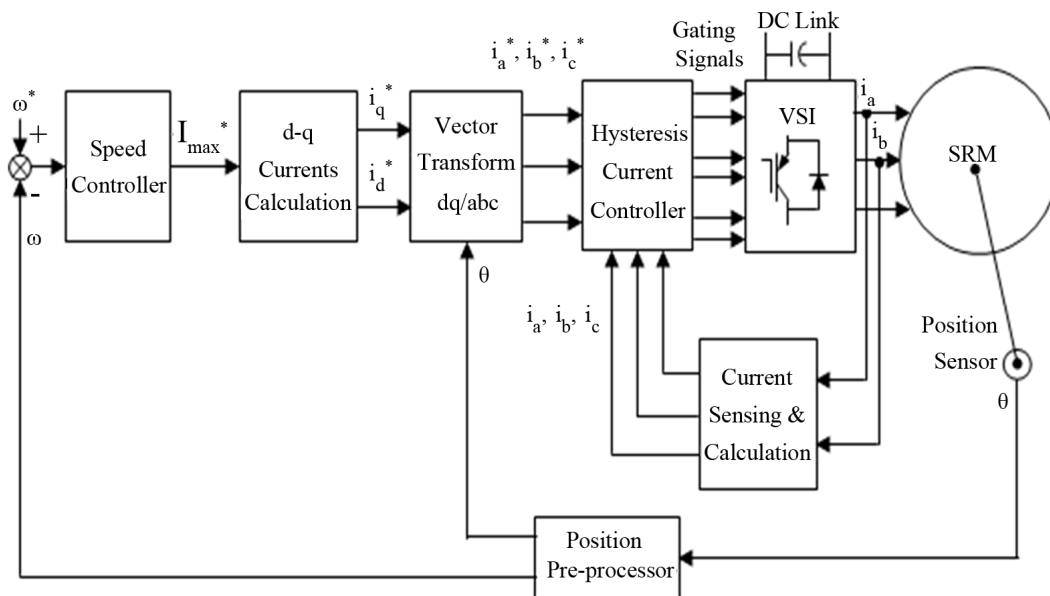 DC Link
Gating
Signals
i_a^*, i_b^*, i_c^*
ω*
+
-
ω
Speed
Controller
I_max^*
d-q
Currents
Calculation
i_q^*
i_d^*
Vector
Transform
dq/abc
θ
Hysteresis
Current
Controller
VSI
i_a
i_b
SRM
i_a, i_b, i_c
Current
Sensing &
Calculation
Position
Sensor
θ
Position
Pre-processor